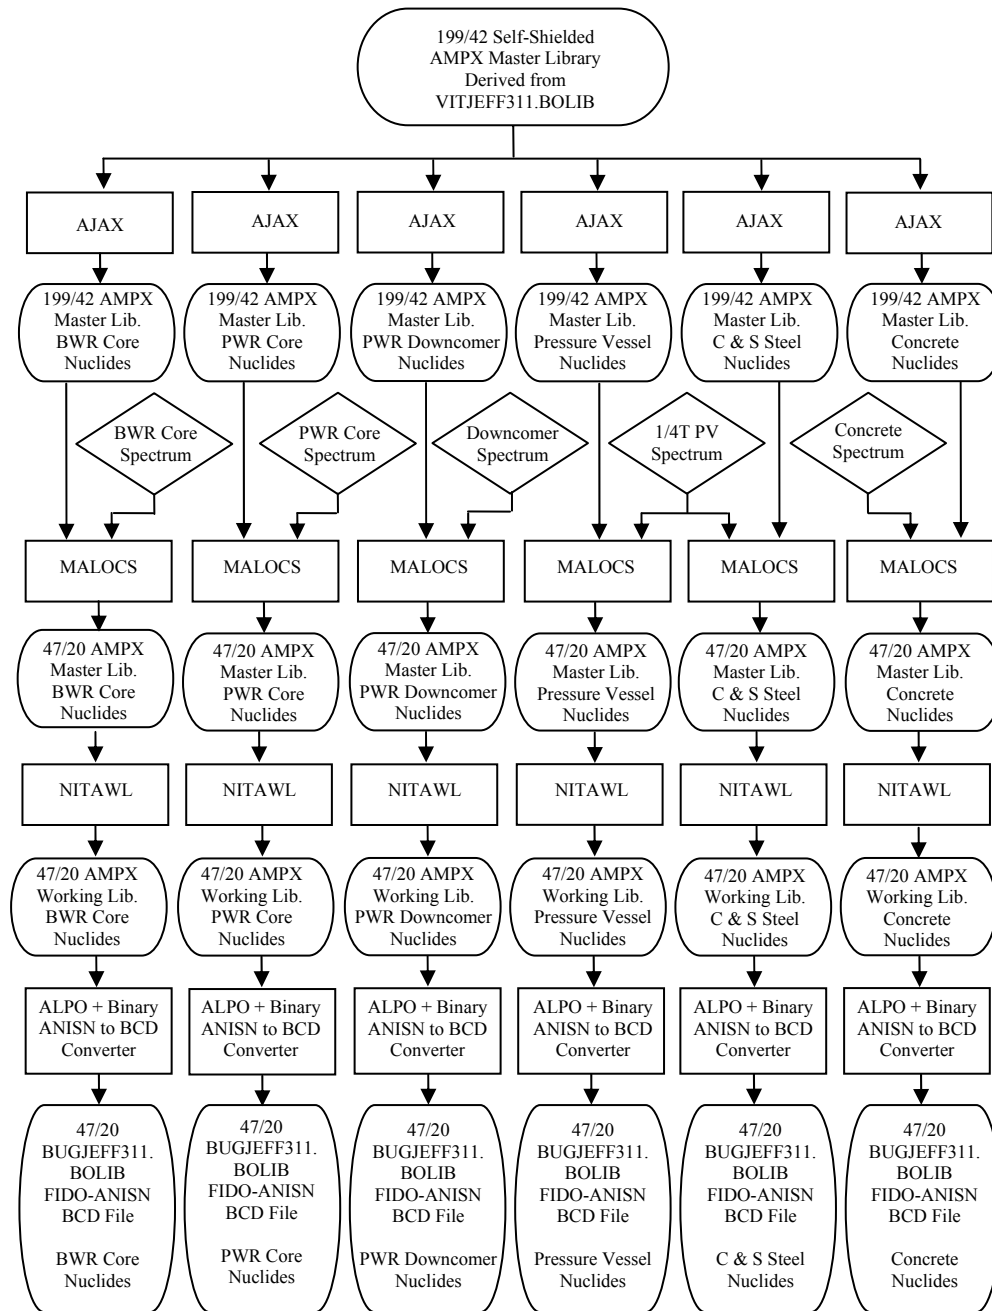 199/42 Self-Shielded
AMPX Master Library
Derived from
VITJEFF311.BOLIB
AJAX
AJAX
AJAX
AJAX
AJAX
AJAX
199/42 AMPX
Master Lib.
BWR Core
Nuclides
199/42 AMPX
Master Lib.
PWR Core
Nuclides
199/42 AMPX
Master Lib.
PWR Downcomer
Nuclides
199/42 AMPX
Master Lib.
Pressure Vessel
Nuclides
199/42 AMPX
Master Lib.
C & S Steel
Nuclides
199/42 AMPX
Master Lib.
Concrete
Nuclides
BWR Core
Spectrum
PWR Core
Spectrum
Downcomer
Spectrum
1/4T PV
Spectrum
Concrete
Spectrum
MALOCS
MALOCS
MALOCS
MALOCS
MALOCS
MALOCS
47/20 AMPX
Master Lib.
BWR Core
Nuclides
47/20 AMPX
Master Lib.
PWR Core
Nuclides
47/20 AMPX
Master Lib.
PWR Downcomer
Nuclides
47/20 AMPX
Master Lib.
Pressure Vessel
Nuclides
47/20 AMPX
Master Lib.
C & S Steel
Nuclides
47/20 AMPX
Master Lib.
Concrete
Nuclides
NITAWL
NITAWL
NITAWL
NITAWL
NITAWL
NITAWL
47/20 AMPX
Working Lib.
BWR Core
Nuclides
47/20 AMPX
Working Lib.
PWR Core
Nuclides
47/20 AMPX
Working Lib.
PWR Downcomer
Nuclides
47/20 AMPX
Working Lib.
Pressure Vessel
Nuclides
47/20 AMPX
Working Lib.
C & S Steel
Nuclides
47/20 AMPX
Working Lib.
Concrete
Nuclides
ALPO + Binary
ANISN to BCD
Converter
ALPO + Binary
ANISN to BCD
Converter
ALPO + Binary
ANISN to BCD
Converter
ALPO + Binary
ANISN to BCD
Converter
ALPO + Binary
ANISN to BCD
Converter
ALPO + Binary
ANISN to BCD
Converter
47/20
BUGJEFF311.
BOLIB
FIDO-ANISN
BCD File
BWR Core
Nuclides
47/20
BUGJEFF311.
BOLIB
FIDO-ANISN
BCD File
PWR Core
Nuclides
47/20
BUGJEFF311.
BOLIB
FIDO-ANISN
BCD File
PWR Downcomer
Nuclides
47/20
BUGJEFF311.
BOLIB
FIDO-ANISN
BCD File
Pressure Vessel
Nuclides
47/20
BUGJEFF311.
BOLIB
FIDO-ANISN
BCD File
C & S Steel
Nuclides
47/20
BUGJEFF311.
BOLIB
FIDO-ANISN
BCD File
Concrete
Nuclides